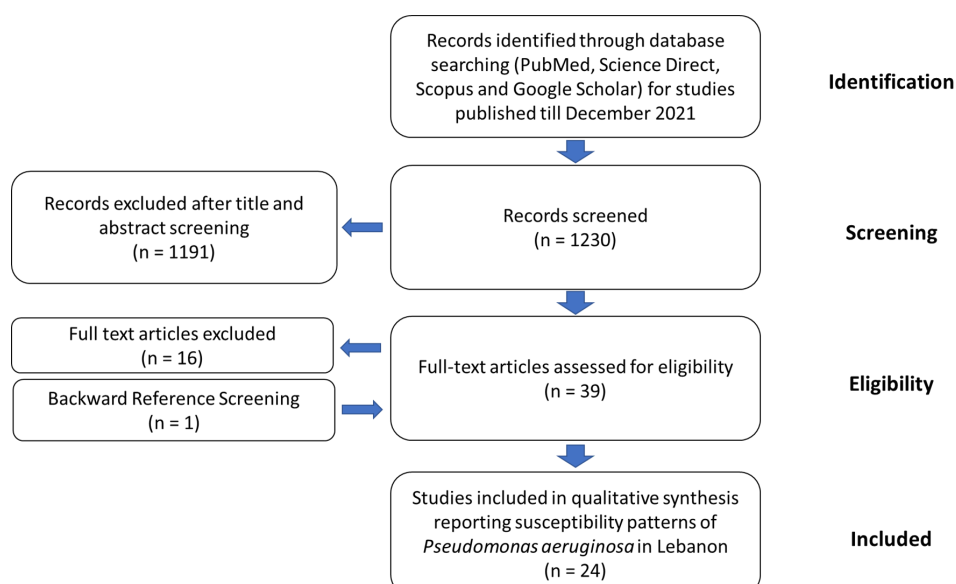 Records identified through database
searching (PubMed, Science Direct,
Scopus and Google Scholar) for studies
published till December 2021
Identification
Records excluded after title and
abstract screening
(n = 1191)
Records screened
(n = 1230)
Screening
Full text articles excluded
(n = 16)
Backward Reference Screening
(n = 1)
Full-text articles assessed for eligibility
(n = 39)
Eligibility
Studies included in qualitative synthesis
reporting susceptibility patterns of
Pseudomonas aeruginosa in Lebanon
(n = 24)
Included